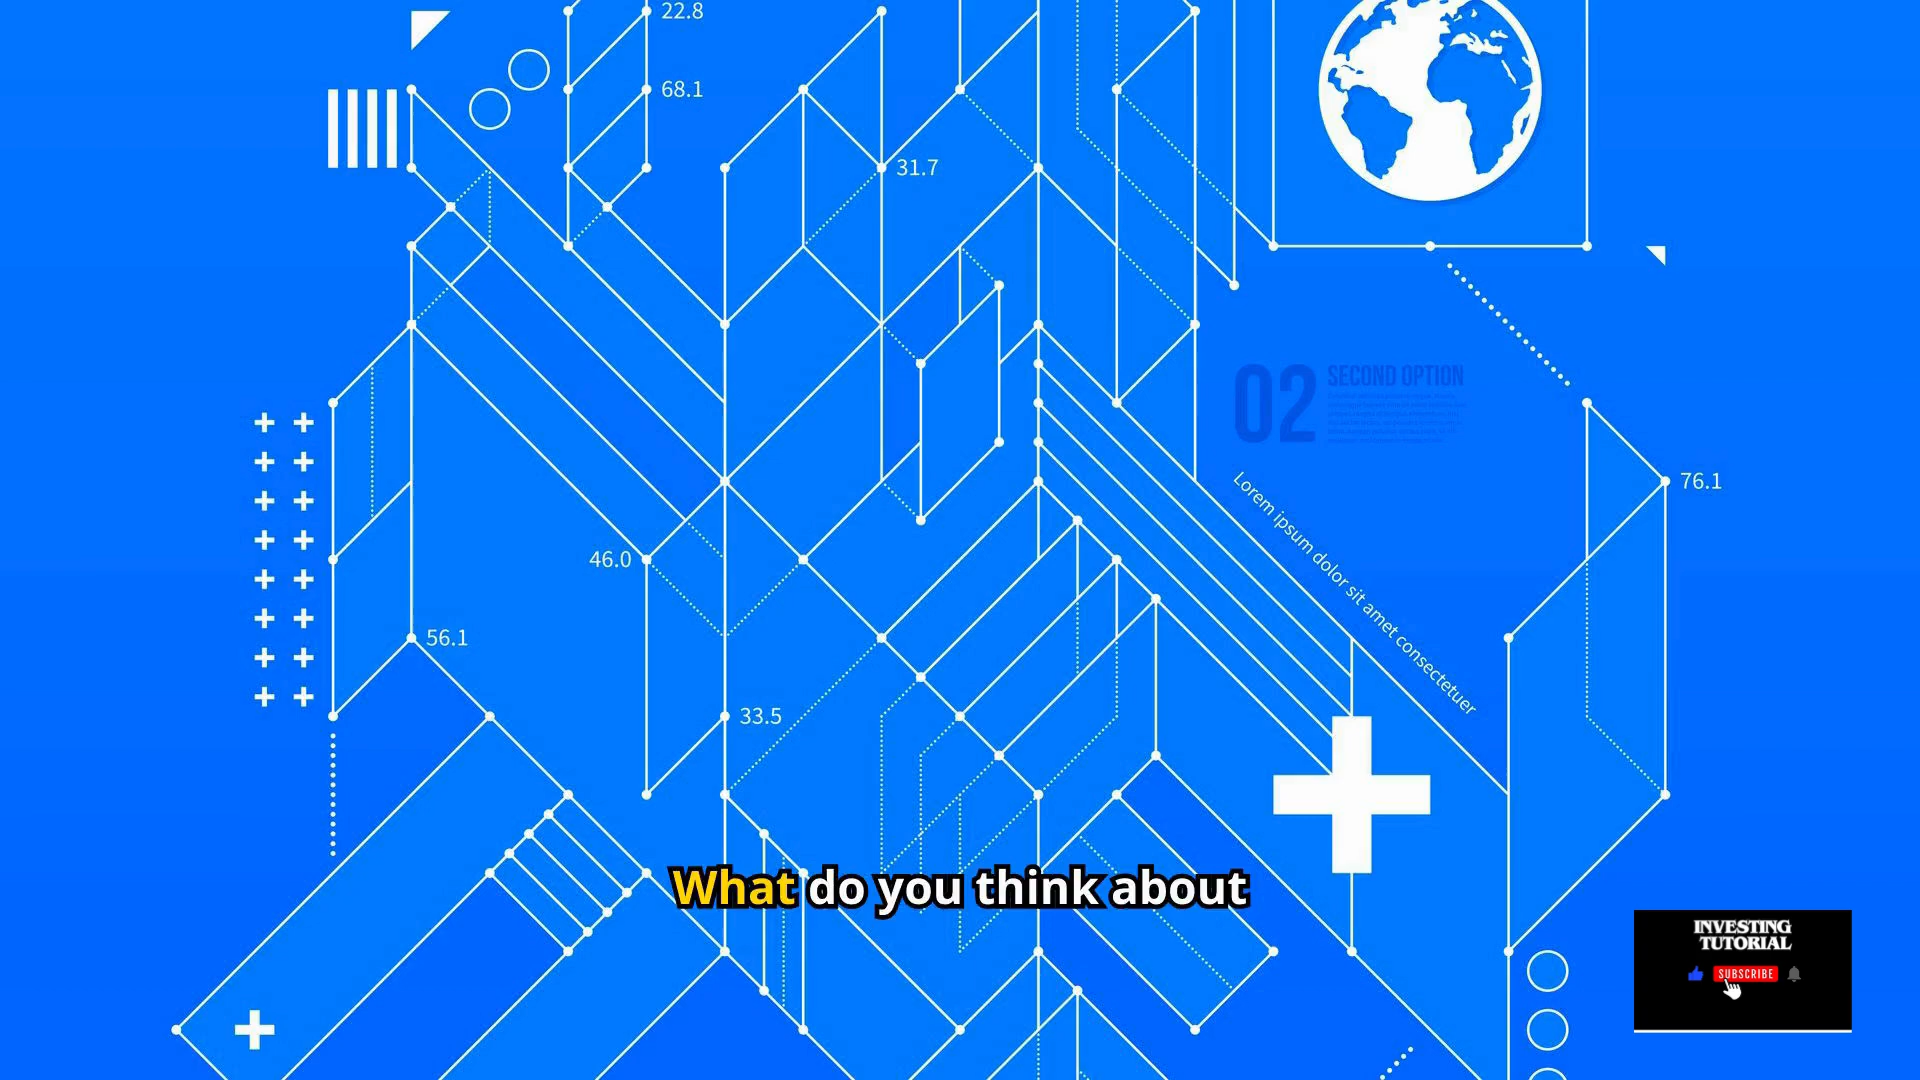 22.8
68.1
31.7
02 SECOND OPTION
76.1
Lorem ipsum dolor sit amet consectetuer
46.0
56.1
33.5
What do you think about
INVESTING
TUTORIAL
SUBSCRIBE